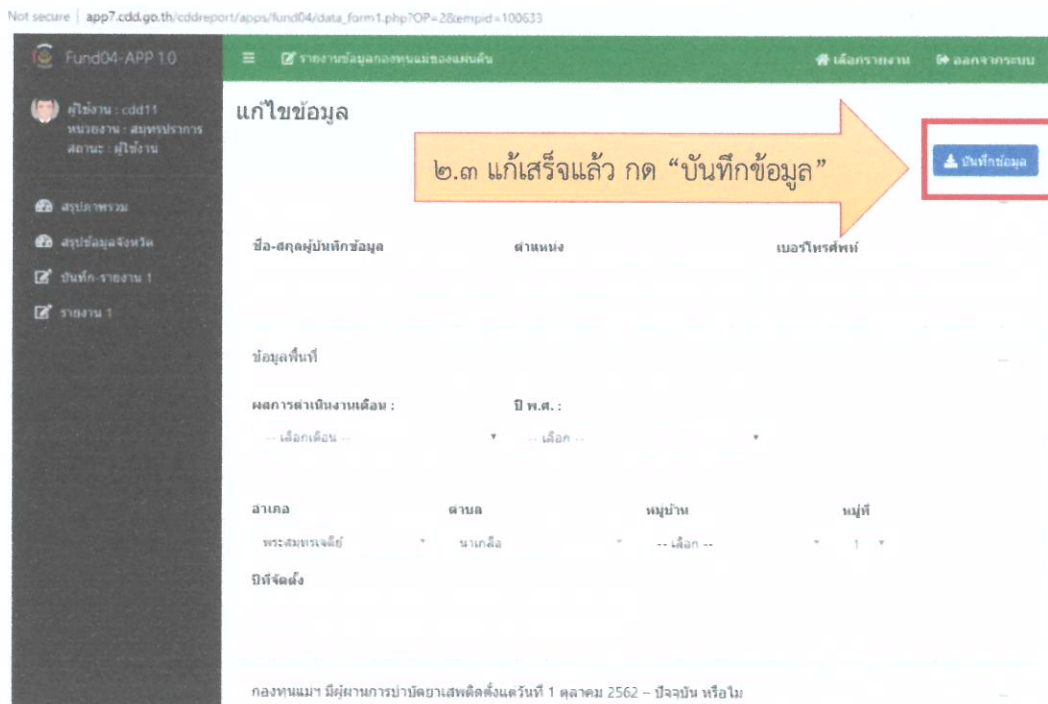 Not secure | app7.cdd.go.th/cddreport/apps/fund04/data_form1.php?OP=2&empid=100633
Fund04-APP 1.0
รายงานข้อมูลกองทุนแม่ของแผ่นดิน
เลือกรายงาน
ออกจากระบบ
ผู้ใช้งาน : cdd11
หน่วยงาน : สมุทรปราการ
สถานะ : ผู้ใช้งาน
แก้ไขข้อมูล
๒.๓ แก้เสร็จแล้ว กด “บันทึกข้อมูล”
บันทึกข้อมูล
สรุปภาพรวม
สรุปข้อมูลจังหวัด
บันทึก-รายงาน 1
รายงาน 1
ชื่อ-สกุลผู้บันทึกข้อมูล
ตำแหน่ง
เบอร์โทรศัพท์
ข้อมูลพื้นที่
ผลการดำเนินงานเดือน :
ปี พ.ศ. :
-- เลือกเดือน --
-- เลือก --
อำเภอ
ตำบล
หมู่บ้าน
หมู่ที่
พระสมุทรเจดีย์
นาเกลือ
-- เลือก --
1
ปีที่จัดตั้ง
กองทุนแม่ฯ มีผู้ผ่านการบำบัดยาเสพติดตั้งแต่วันที่ 1 ตุลาคม 2562 – ปัจจุบัน หรือไม่